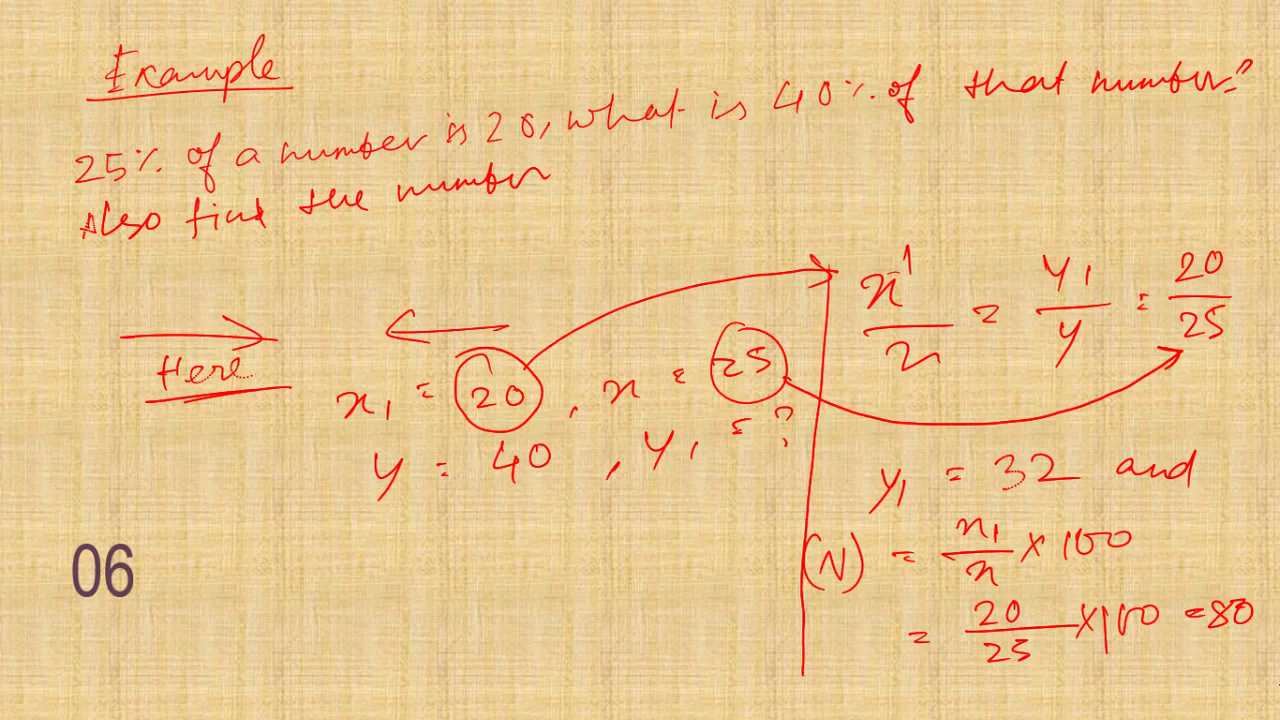 Example
25% of a number is 20, what is 40% of that number?
Also find the number
Here
x₁ = 20, x = 25
y = 40, y₁ = ?
x₁/x = y₁/y = 20/25
y₁ = 32 and
(N) = x₁/x × 100
= 20/25 × 100 = 80
06